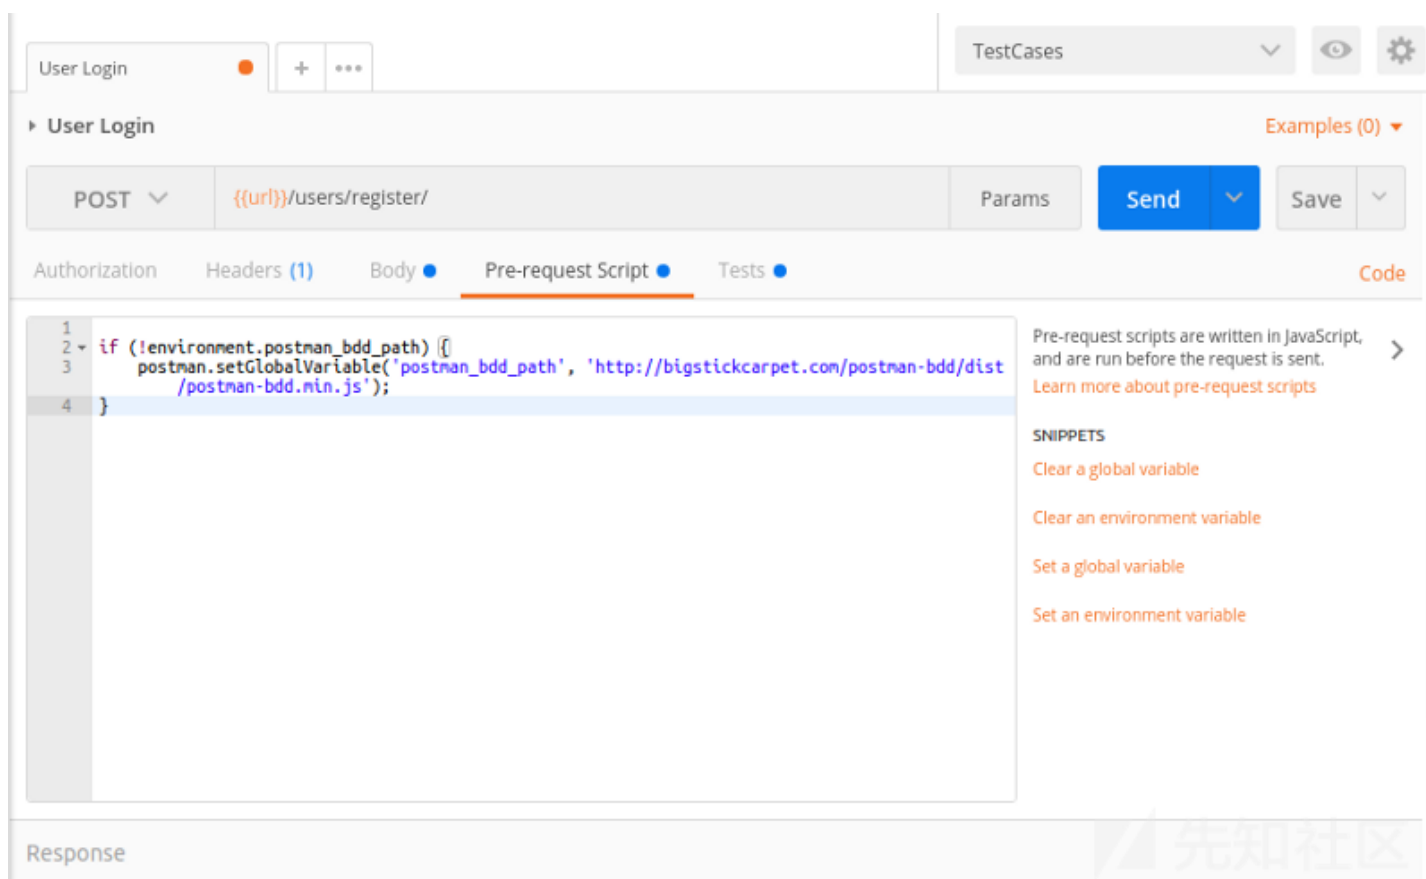 User Login
TestCases
User Login
Examples (0)
POST
{{url}}/users/register/
Params
Send
Save
Authorization
Headers (1)
Body
Pre-request Script
Tests
Code
1
2 if (!environment.postman_bdd_path) {
3 postman.setGlobalVariable('postman_bdd_path', 'http://bigstickcarpet.com/postman-bdd/dist
/postman-bdd.min.js');
4 }
Pre-request scripts are written in JavaScript,
and are run before the request is sent.
Learn more about pre-request scripts
SNIPPETS
Clear a global variable
Clear an environment variable
Set a global variable
Set an environment variable
Response
先知社区